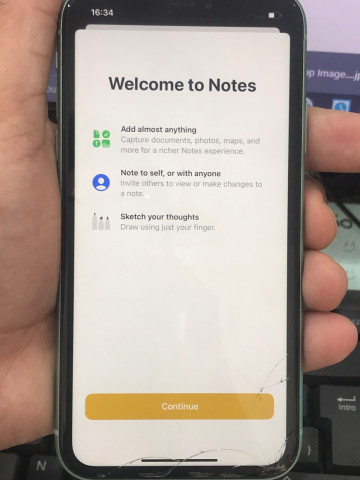 16:34
op Image....jp
Welcome to Notes
Add almost anything
Capture documents, photos, maps, and
more for a richer Notes experience.
Note to self, or with anyone
Invite others to view or make changes to
a note.
Sketch your thoughts
Draw using just your finger.
Continue
Intro
N
}